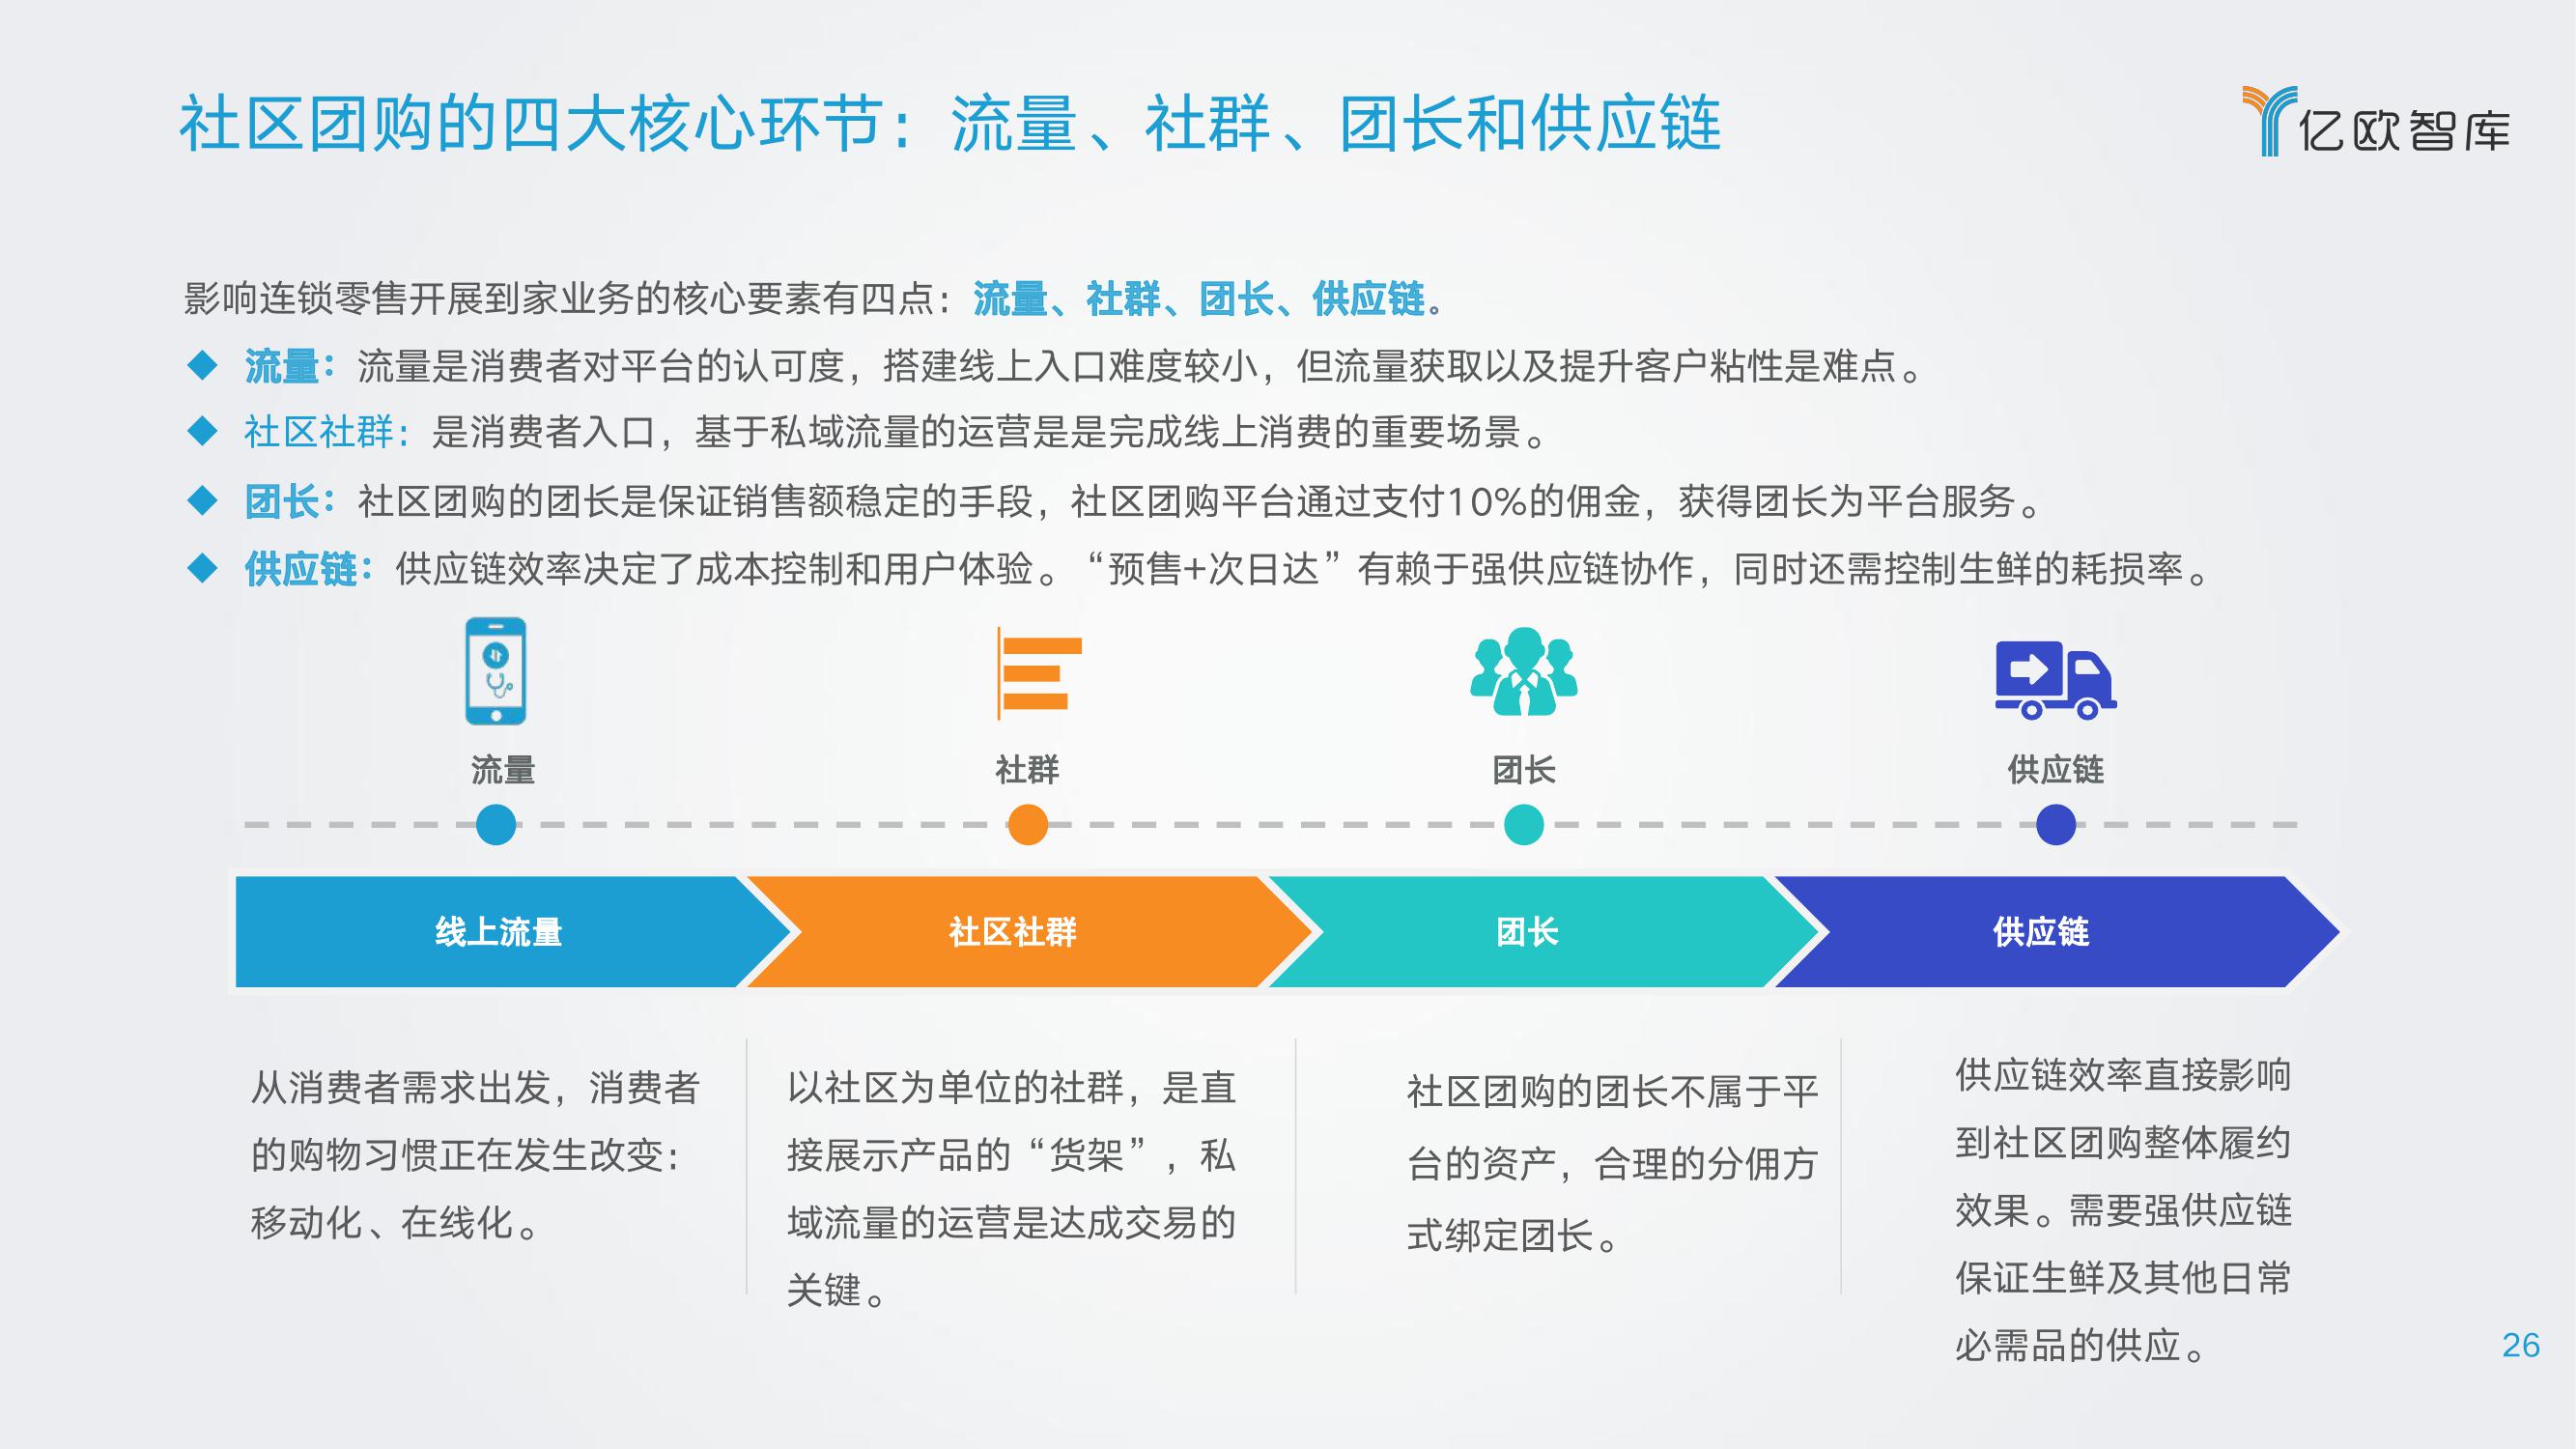 社区团购的四大核心环节：流量、社群、团长和供应链
亿欧智库
影响连锁零售开展到家业务的核心要素有四点：流量、社群、团长、供应链。
◆ 流量：流量是消费者对平台的认可度，搭建线上入口难度较小，但流量获取以及提升客户粘性是难点。
◆ 社区社群：是消费者入口，基于私域流量的运营是是完成线上消费的重要场景。
◆ 团长：社区团购的团长是保证销售额稳定的手段，社区团购平台通过支付10%的佣金，获得团长为平台服务。
◆ 供应链：供应链效率决定了成本控制和用户体验。“预售+次日达”有赖于强供应链协作，同时还需控制生鲜的耗损率。
流量
社群
团长
供应链
线上流量
社区社群
团长
供应链
从消费者需求出发，消费者
的购物习惯正在发生改变：
移动化、在线化。
以社区为单位的社群，是直
接展示产品的“货架”，私
域流量的运营是达成交易的
关键。
社区团购的团长不属于平
台的资产，合理的分佣方
式绑定团长。
供应链效率直接影响
到社区团购整体履约
效果。需要强供应链
保证生鲜及其他日常
必需品的供应。
26